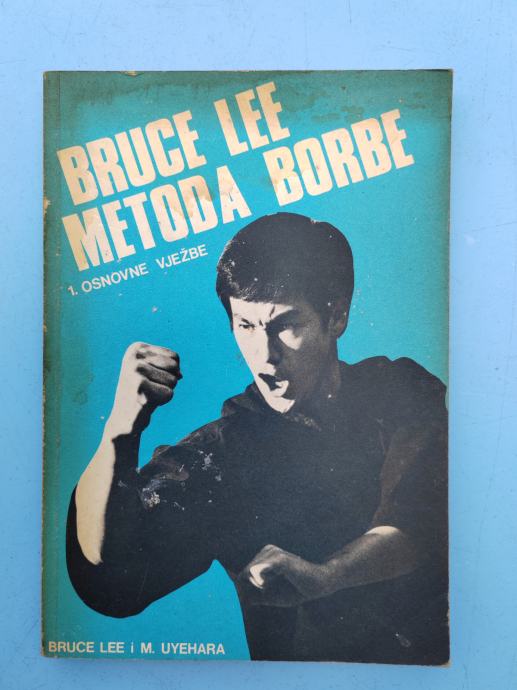 BRUCE LEE
METODA BORBE
1. OSNOVNE VJEŽBE
BRUCE LEE i M. UYEHARA